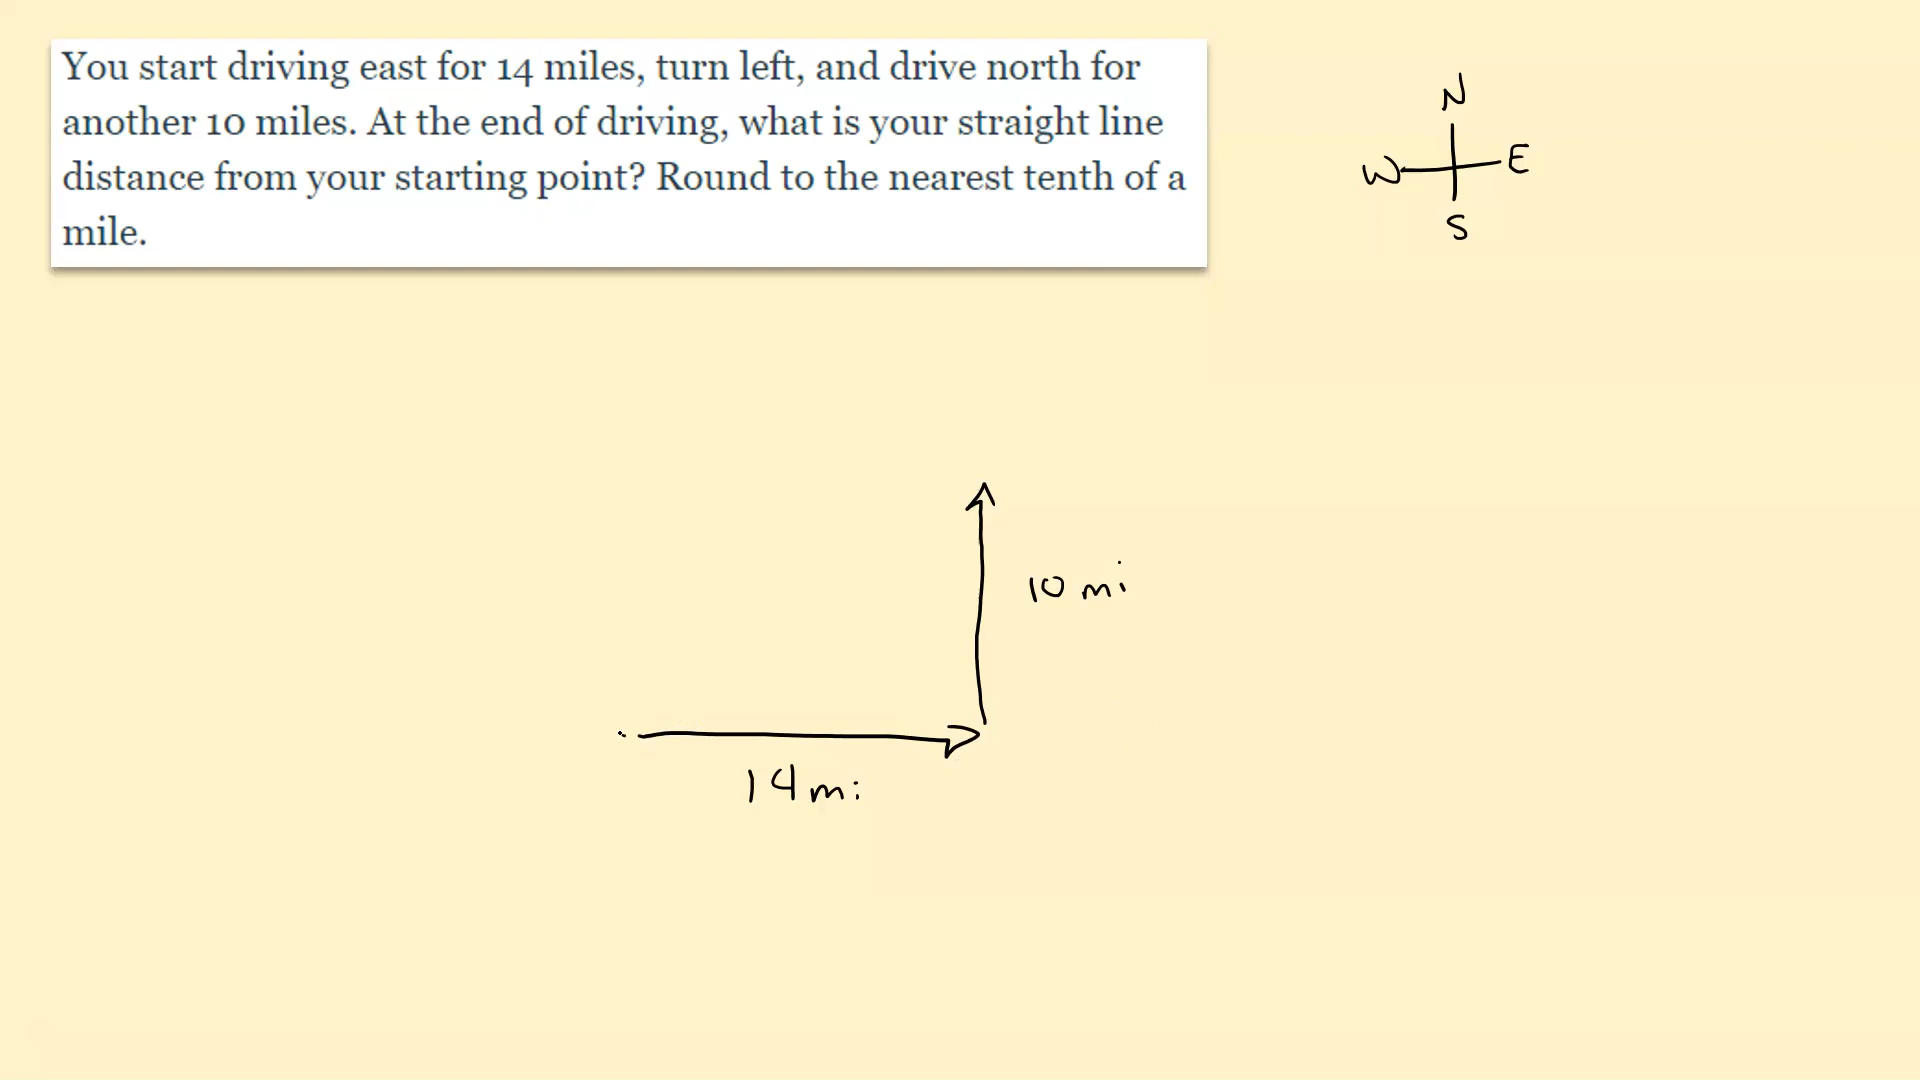 You start driving east for 14 miles, turn left, and drive north for
another 10 miles. At the end of driving, what is your straight line
distance from your starting point? Round to the nearest tenth of a
mile.
N
W E
S
10 mi
14 mi